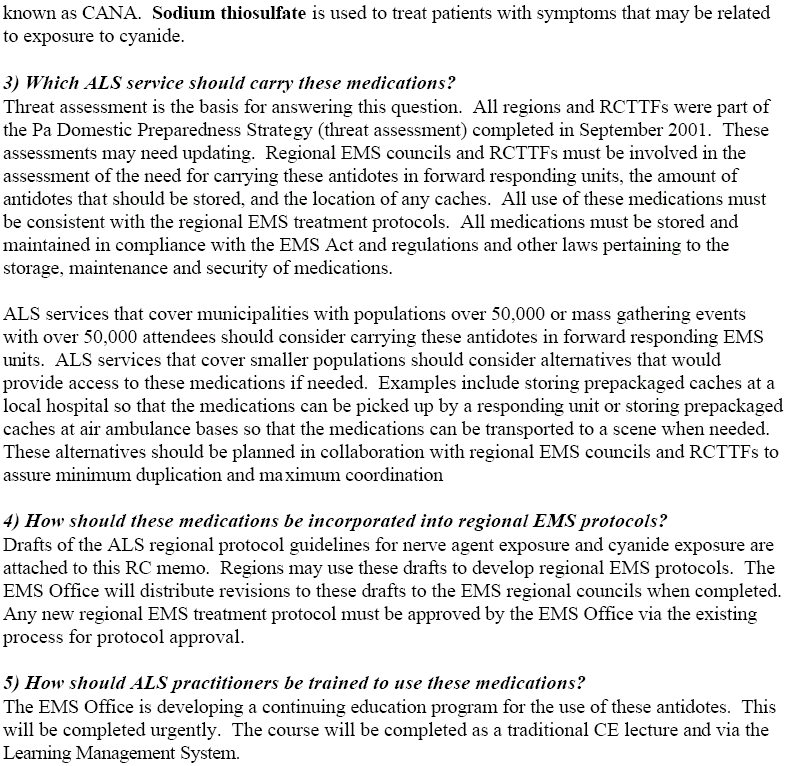 known as CANA.  Sodium thiosulfate is used to treat patients with symptoms that may be related
to exposure to cyanide.

3) Which ALS service should carry these medications?
Threat assessment is the basis for answering this question.  All regions and RCTTFs were part of
the Pa Domestic Preparedness Strategy (threat assessment) completed in September 2001.  These
assessments may need updating.  Regional EMS councils and RCTTFs must be involved in the
assessment of the need for carrying these antidotes in forward responding units, the amount of
antidotes that should be stored, and the location of any caches.  All use of these medications must
be consistent with the regional EMS treatment protocols.  All medications must be stored and
maintained in compliance with the EMS Act and regulations and other laws pertaining to the
storage, maintenance and security of medications.

ALS services that cover municipalities with populations over 50,000 or mass gathering events
with over 50,000 attendees should consider carrying these antidotes in forward responding EMS
units.  ALS services that cover smaller populations should consider alternatives that would
provide access to these medications if needed.  Examples include storing prepackaged caches at a
local hospital so that the medications can be picked up by a responding unit or storing prepackaged
caches at air ambulance bases so that the medications can be transported to a scene when needed.
These alternatives should be planned in collaboration with regional EMS councils and RCTTFs to
assure minimum duplication and maximum coordination

4) How should these medications be incorporated into regional EMS protocols?
Drafts of the ALS regional protocol guidelines for nerve agent exposure and cyanide exposure are
attached to this RC memo.  Regions may use these drafts to develop regional EMS protocols.  The
EMS Office will distribute revisions to these drafts to the EMS regional councils when completed.
Any new regional EMS treatment protocol must be approved by the EMS Office via the existing
process for protocol approval.

5) How should ALS practitioners be trained to use these medications?
The EMS Office is developing a continuing education program for the use of these antidotes.  This
will be completed urgently.  The course will be completed as a traditional CE lecture and via the
Learning Management System.